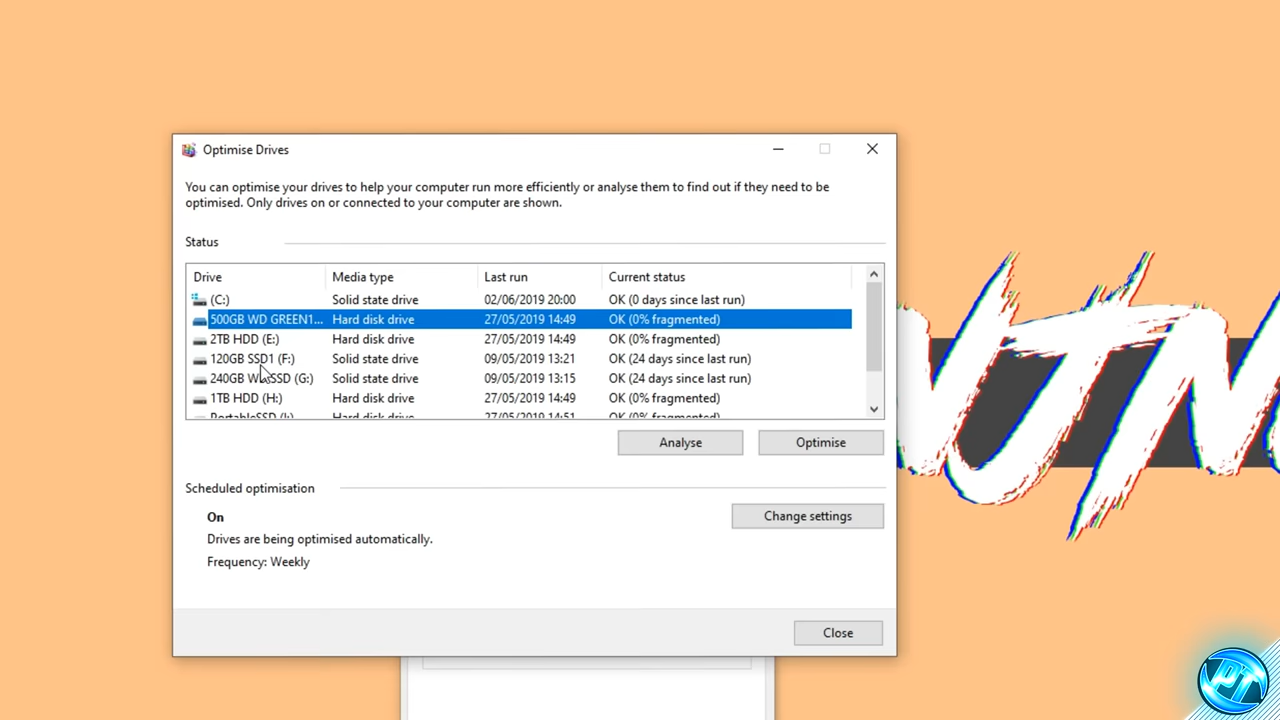 Optimise Drives
You can optimise your drives to help your computer run more efficiently or analyse them to find out if they need to be
optimised. Only drives on or connected to your computer are shown.
Status
Drive Media type Last run Current status
(C:) Solid state drive 02/06/2019 20:00 OK (0 days since last run)
500GB WD GREEN1... Hard disk drive 27/05/2019 14:49 OK (0% fragmented)
2TB HDD (E:) Hard disk drive 27/05/2019 14:49 OK (0% fragmented)
120GB SSD1 (F:) Solid state drive 09/05/2019 13:21 OK (24 days since last run)
240GB WD SSD (G:) Solid state drive 09/05/2019 13:15 OK (24 days since last run)
1TB HDD (H:) Hard disk drive 27/05/2019 14:49 OK (0% fragmented)
PortableSSD (I:) Hard disk drive 27/05/2019 14:51 OK (0% fragmented)
Analyse Optimise
Scheduled optimisation
On
Change settings
Drives are being optimised automatically.
Frequency: Weekly
Close
PT